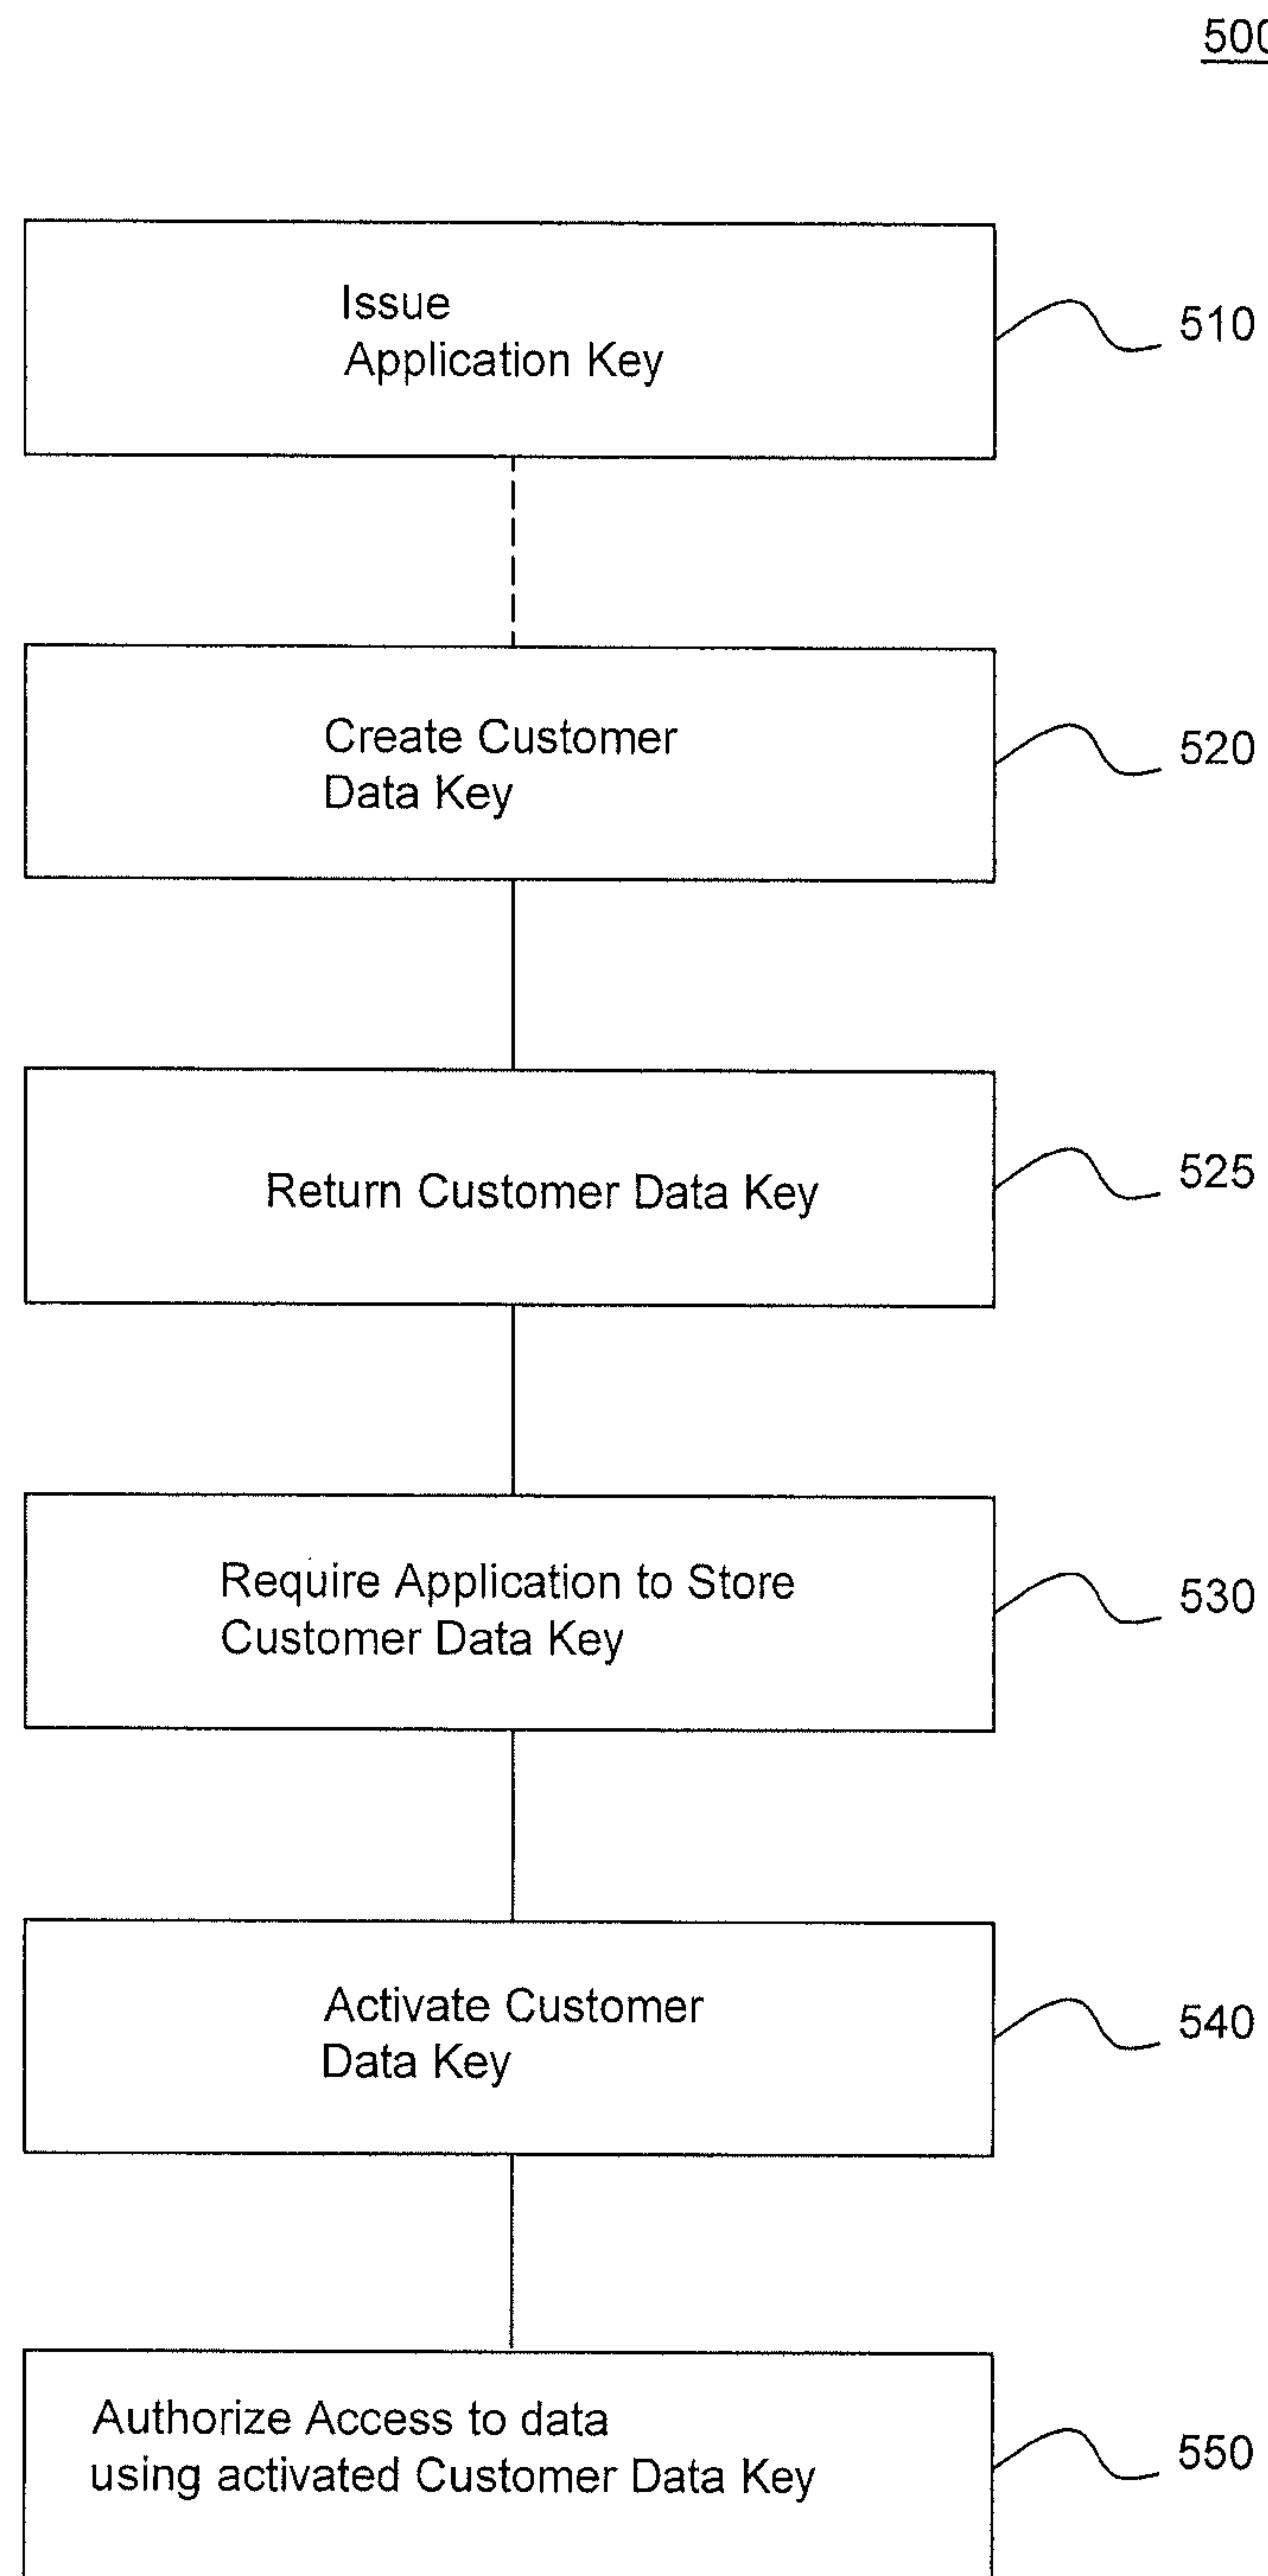 500
Issue
Application Key
510
Create Customer
Data Key
520
Return Customer Data Key
525
Require Application to Store
Customer Data Key
530
Activate Customer
Data Key
540
Authorize Access to data
using activated Customer Data Key
550